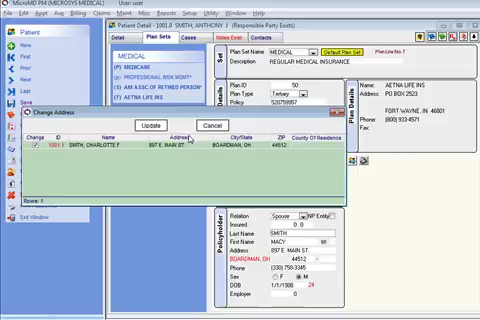 MicroMD PM (MICROSYS MEDICAL) User: user
File Edit Appt Billing Claims Maint Account Tools Reports Utilities Window Help
Patient
New
First
Next
Last
Save
Exit Window
Patient Detail - 1001.0 SMITH, ANTHONY / (Responsible Party Exists)
Detail Plan Sets Cases Notes Exist Contacts
MEDICAL
(P) MEDICARE
(p) PROFESSIONAL RISK MGMT*
(S) AM ASSC OF RETIRED PERSON*
(T) AETNA LIFE INS
Set
Plan Set Name MEDICAL Default Plan Set Plan Line No.?
Description REGULAR MEDICAL INSURANCE
Details
Plan ID 50
Plan Type Tertiary
Policy 528759957
Plan Details
Name AETNA LIFE INS
Address PO BOX 2523
FORT WAYNE, IN 46801
Phone (800) 933-4571
Change Address
Update Cancel
Change ID Name Address City/State ZIP County Of Residence
1001.1 SMITH, CHARLOTTE F 897 E. MAIN ST BOARDMAN, OH 44512
Rows: 1
Policyholder
Relation Spouse NP Entity
Insured 0 0
Last Name SMITH
First Name MACY
Address 897 E. MAIN ST
BOARDMAN, OH 44512 -
Phone (330) 758-3345
Sex F M
DOB 1/1/1988 24
Employer 0